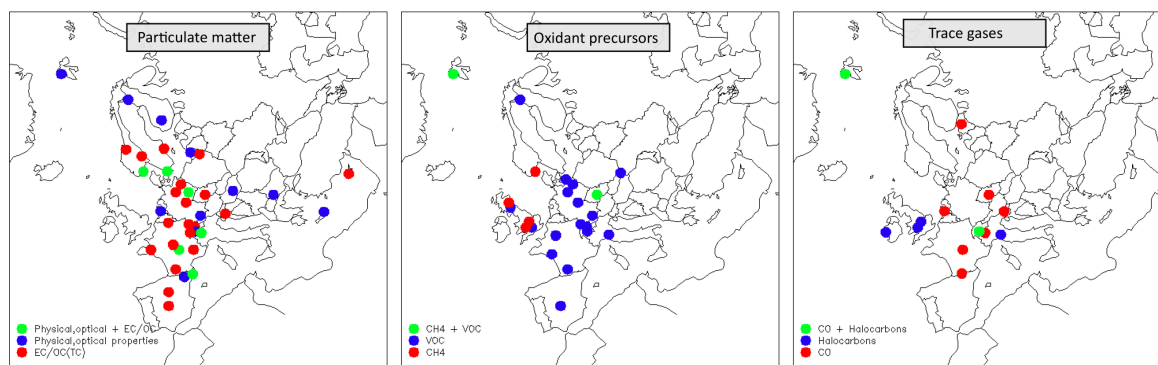 Particulate matter
Physical,optical + EC/OC
Physical,optical properties
EC/OC(TC)
Oxidant precursors
CH4 + VOC
VOC
CH4
Trace gases
CO + Halocarbons
Halocarbons
CO